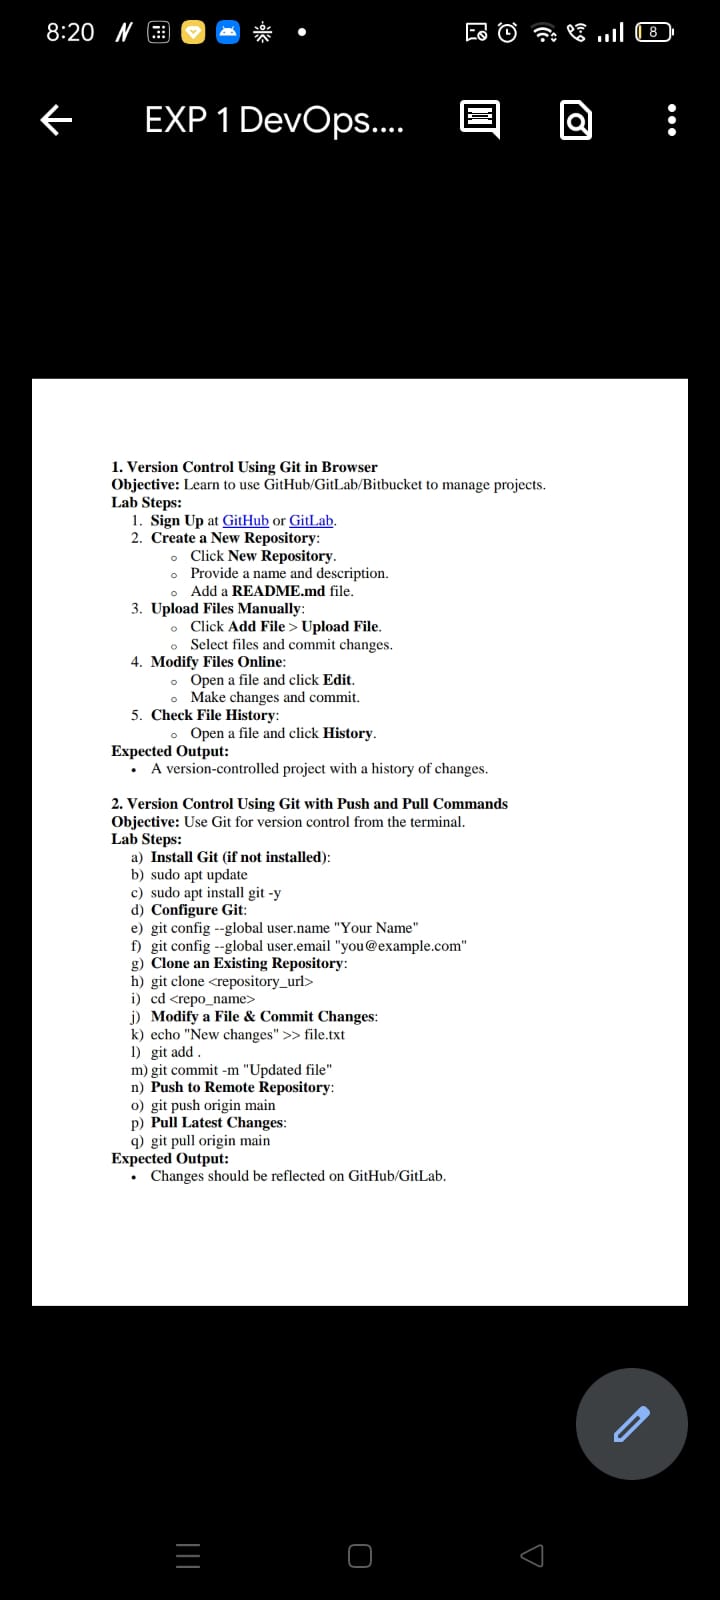 8:20
8
EXP 1 DevOps....
1. Version Control Using Git in Browser
Objective: Learn to use GitHub/GitLab/Bitbucket to manage projects.
Lab Steps:
1. Sign Up at GitHub or GitLab.
2. Create a New Repository:
o Click New Repository.
o Provide a name and description.
o Add a README.md file.
3. Upload Files Manually:
o Click Add File > Upload File.
o Select files and commit changes.
4. Modify Files Online:
o Open a file and click Edit.
o Make changes and commit.
5. Check File History:
o Open a file and click History.
Expected Output:
• A version-controlled project with a history of changes.
2. Version Control Using Git with Push and Pull Commands
Objective: Use Git for version control from the terminal.
Lab Steps:
a) Install Git (if not installed):
b) sudo apt update
c) sudo apt install git -y
d) Configure Git:
e) git config --global user.name "Your Name"
f) git config --global user.email "you@example.com"
g) Clone an Existing Repository:
h) git clone <repository_url>
i) cd <repo_name>
j) Modify a File & Commit Changes:
k) echo "New changes" >> file.txt
l) git add .
m) git commit -m "Updated file"
n) Push to Remote Repository:
o) git push origin main
p) Pull Latest Changes:
q) git pull origin main
Expected Output:
• Changes should be reflected on GitHub/GitLab.